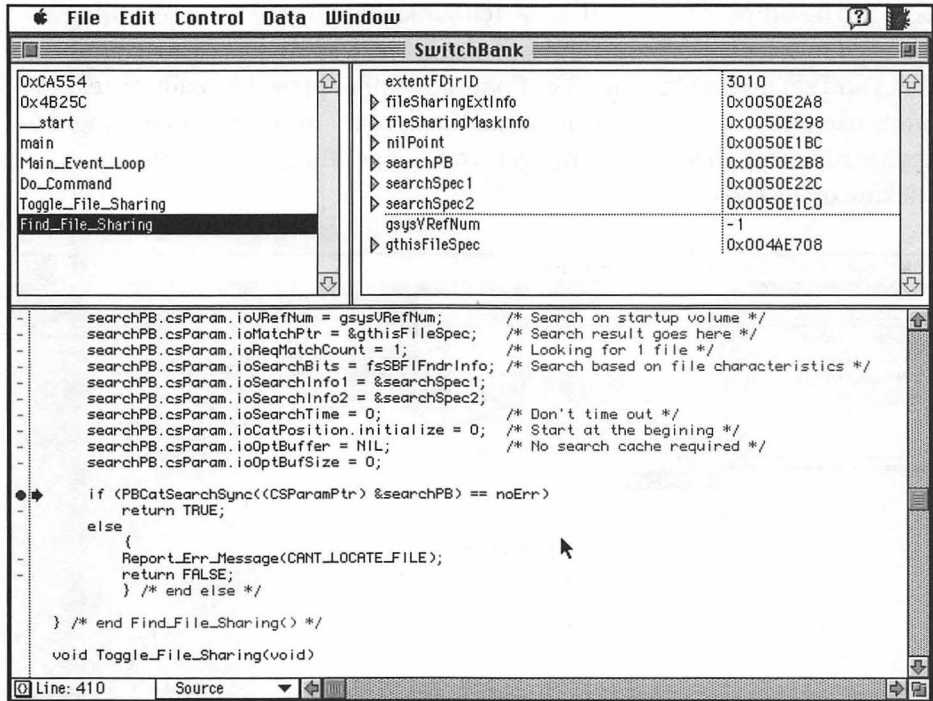 File Edit Control Data Window
SwitchBank
0xCA554
0x4B25C
__start
main
Main_Event_Loop
Do_Command
Toggle_File_Sharing
Find_File_Sharing
extentFDirID 3010
fileSharingExtInfo 0x0050E2A8
fileSharingMaskInfo 0x0050E298
nilPoint 0x0050E1BC
searchPB 0x0050E2B8
searchSpec1 0x0050E22C
searchSpec2 0x0050E1C0
gsysVRefNum -1
gthisFileSpec 0x004AE708
searchPB.csParam.ioVRefNum = gsysVRefNum; /* Search on startup volume */
searchPB.csParam.ioMatchPtr = &gthisFileSpec; /* Search result goes here */
searchPB.csParam.ioReqMatchCount = 1; /* Looking for 1 file */
searchPB.csParam.ioSearchBits = fsSBFlFndrInfo; /* Search based on file characteristics */
searchPB.csParam.ioSearchInfo1 = &searchSpec1;
searchPB.csParam.ioSearchInfo2 = &searchSpec2;
searchPB.csParam.ioSearchTime = 0; /* Don't time out */
searchPB.csParam.ioCatPosition.initialize = 0; /* Start at the begining */
searchPB.csParam.ioOptBuffer = NIL; /* No search cache required */
searchPB.csParam.ioOptBufSize = 0;
if (PBCatSearchSync((CSParamPtr) &searchPB) == noErr)
return TRUE;
else
{
Report_Err_Message(CANT_LOCATE_FILE);
return FALSE;
} /* end else */
} /* end Find_File_Sharing() */
void Toggle_File_Sharing(void)
Line: 410 Source